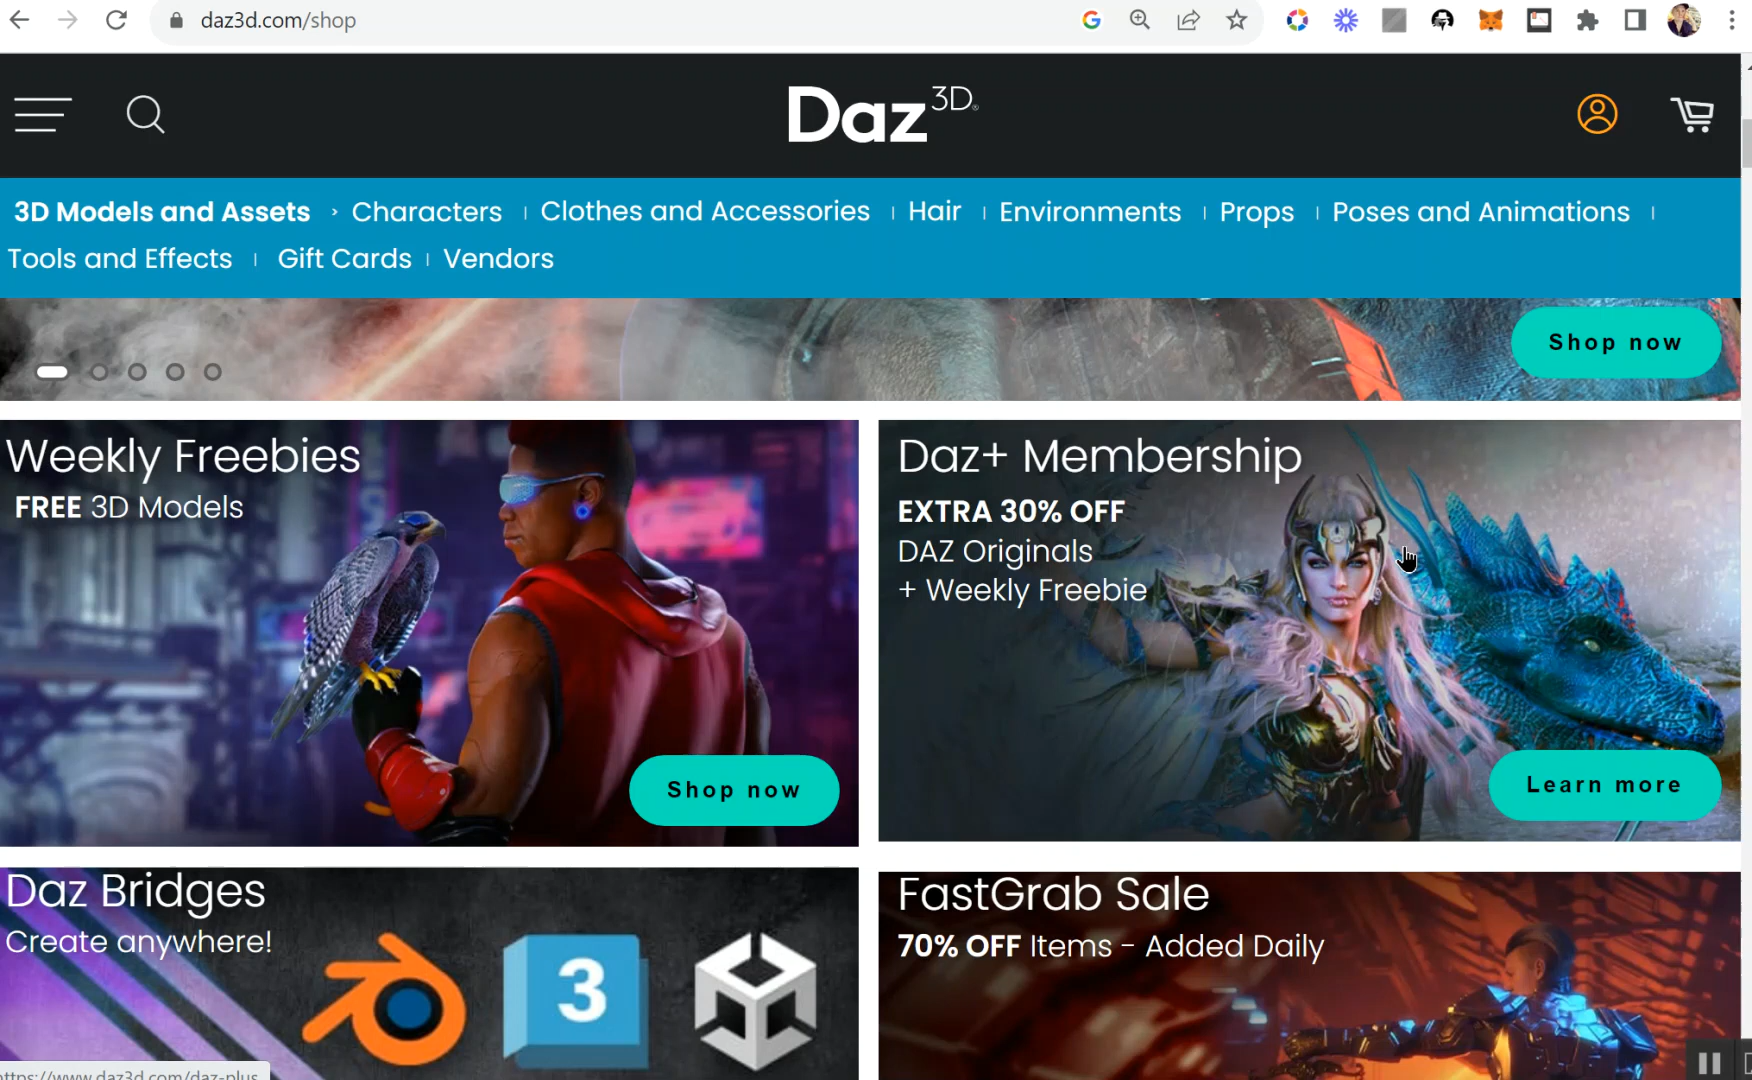 daz3d.com/shop
Daz 3D
3D Models and Assets › Characters | Clothes and Accessories | Hair | Environments | Props | Poses and Animations |
Tools and Effects | Gift Cards | Vendors
Shop now
Weekly Freebies
FREE 3D Models
Shop now
Daz+ Membership
EXTRA 30% OFF
DAZ Originals
+ Weekly Freebie
Learn more
Daz Bridges
Create anywhere!
3
FastGrab Sale
70% OFF Items - Added Daily
https://www.daz3d.com/daz-plus